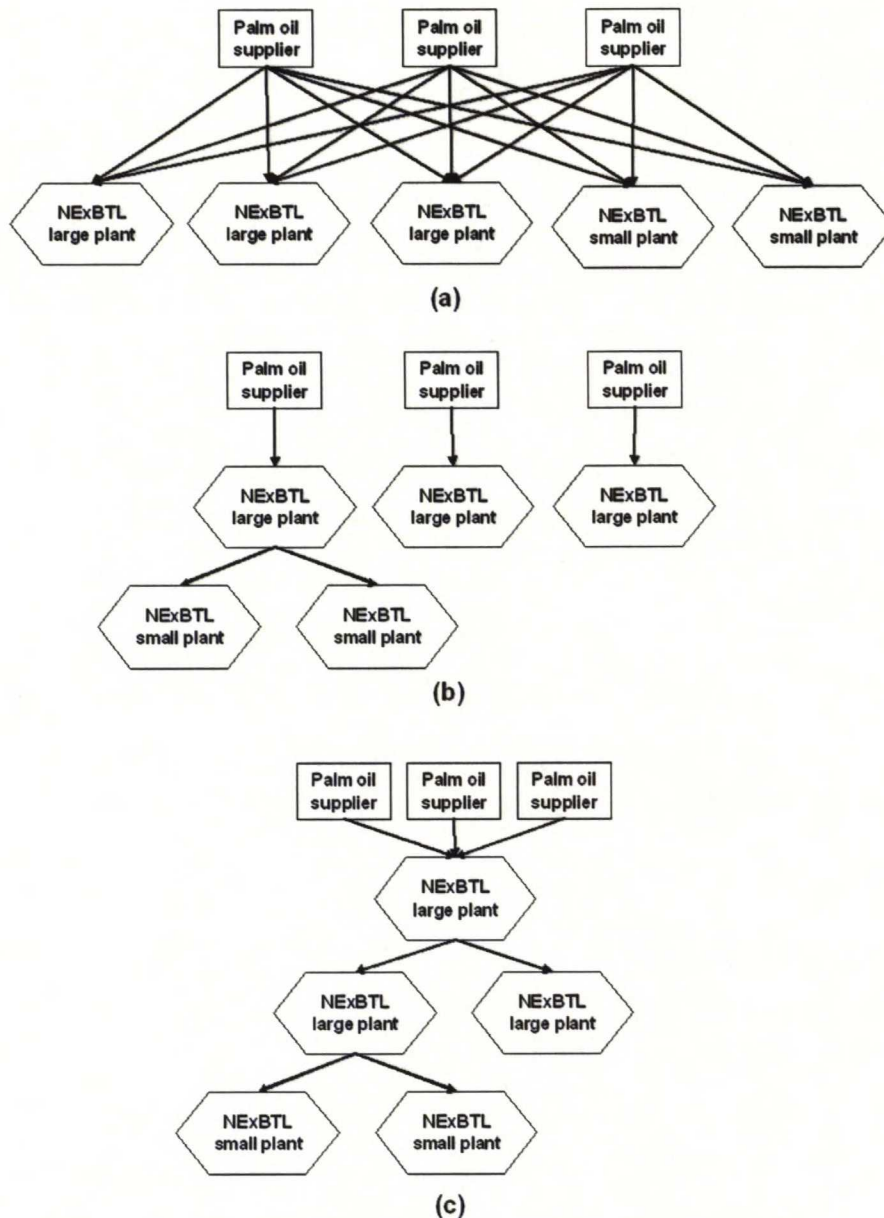 Palm oil
supplier
Palm oil
supplier
Palm oil
supplier
NExBTL
large plant
NExBTL
large plant
NExBTL
large plant
NExBTL
small plant
NExBTL
small plant
(a)
Palm oil
supplier
Palm oil
supplier
Palm oil
supplier
NExBTL
large plant
NExBTL
large plant
NExBTL
large plant
NExBTL
small plant
NExBTL
small plant
(b)
Palm oil
supplier
Palm oil
supplier
Palm oil
supplier
NExBTL
large plant
NExBTL
large plant
NExBTL
large plant
NExBTL
small plant
NExBTL
small plant
(c)